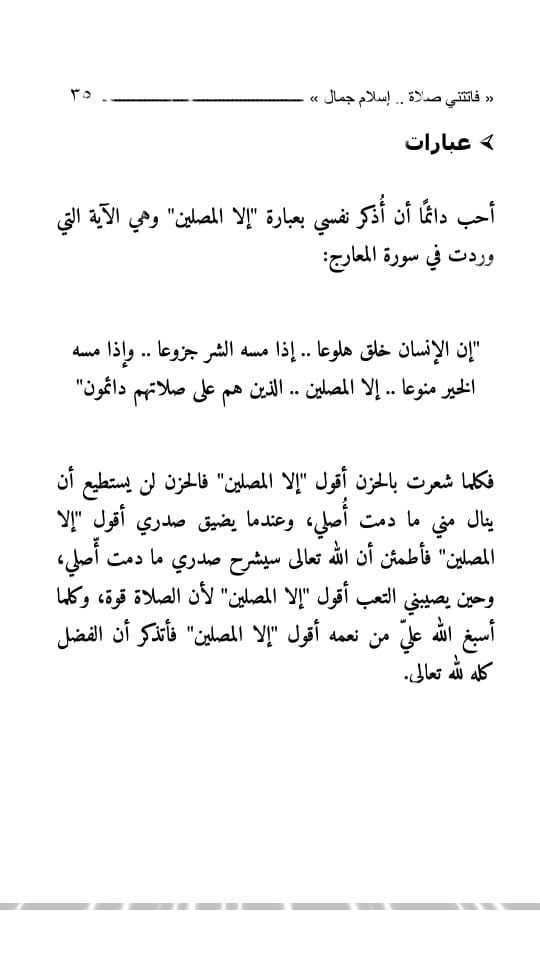 « فاتتني صلاة .. إسلام جمال » ٣٥
عبارات
أحب دائمًا أن أُذكر نفسي بعبارة "إلا المصلين" وهي الآية التي
وردت في سورة المعارج:
"إن الإنسان خلق هلوعا .. إذا مسه الشر جزوعا .. وإذا مسه
الخير منوعا .. إلا المصلين .. الذين هم على صلاتهم دائمون"
فكلما شعرت بالحزن أقول "إلا المصلين" فالحزن لن يستطيع أن
ينال مني ما دمت أُصلي، وعندما يضيق صدري أقول "إلا
المصلين" فأطمئن أن الله تعالى سيشرح صدري ما دمت أُصلي،
وحين يصيبني التعب أقول "إلا المصلين" لأن الصلاة قوة، وكلما
أسبغ الله عليّ من نعمه أقول "إلا المصلين" فأتذكر أن الفضل
كله لله تعالى.